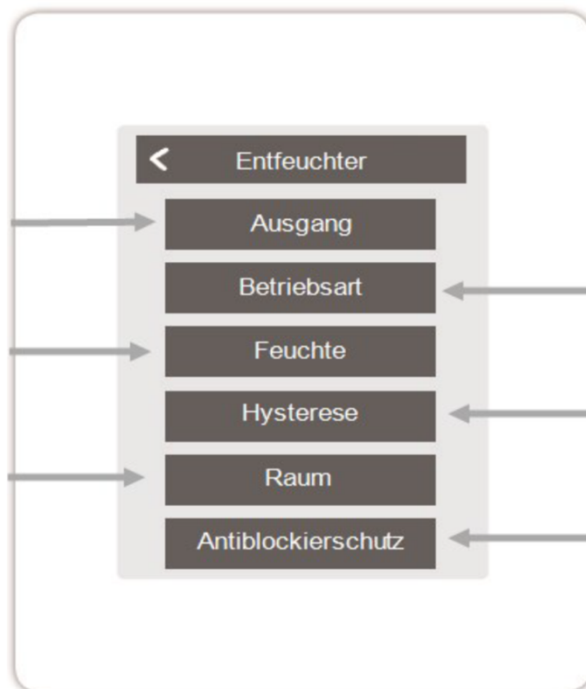 Entfeuchter
Ausgang
Betriebsart
Feuchte
Hysterese
Raum
Antiblockierschutz